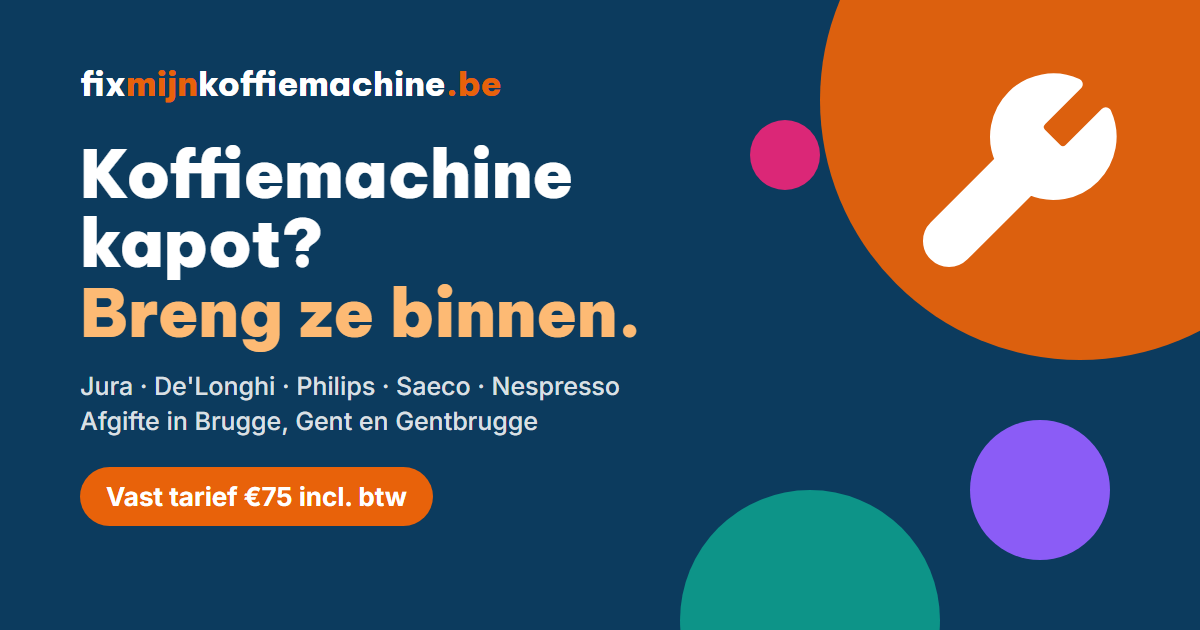 fixmijnkoffiemachine.be
Koffiemachine
kapot?
Breng ze binnen.
Jura · De'Longhi · Philips · Saeco · Nespresso
Afgifte in Brugge, Gent en Gentbrugge
Vast tarief €75 incl. btw